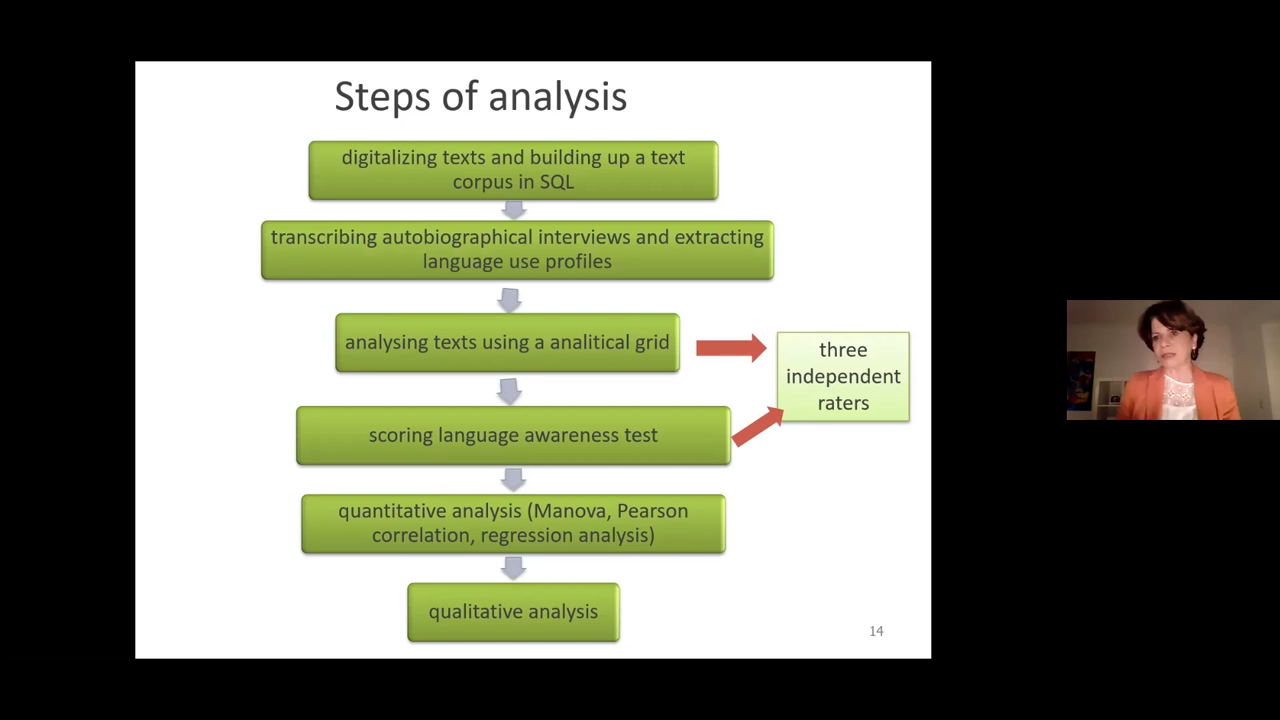 Steps of analysis
digitalizing texts and building up a text
corpus in SQL
transcribing autobiographical interviews and extracting
language use profiles
analysing texts using a analitical grid
three
independent
raters
scoring language awareness test
quantitative analysis (Manova, Pearson
correlation, regression analysis)
qualitative analysis
14